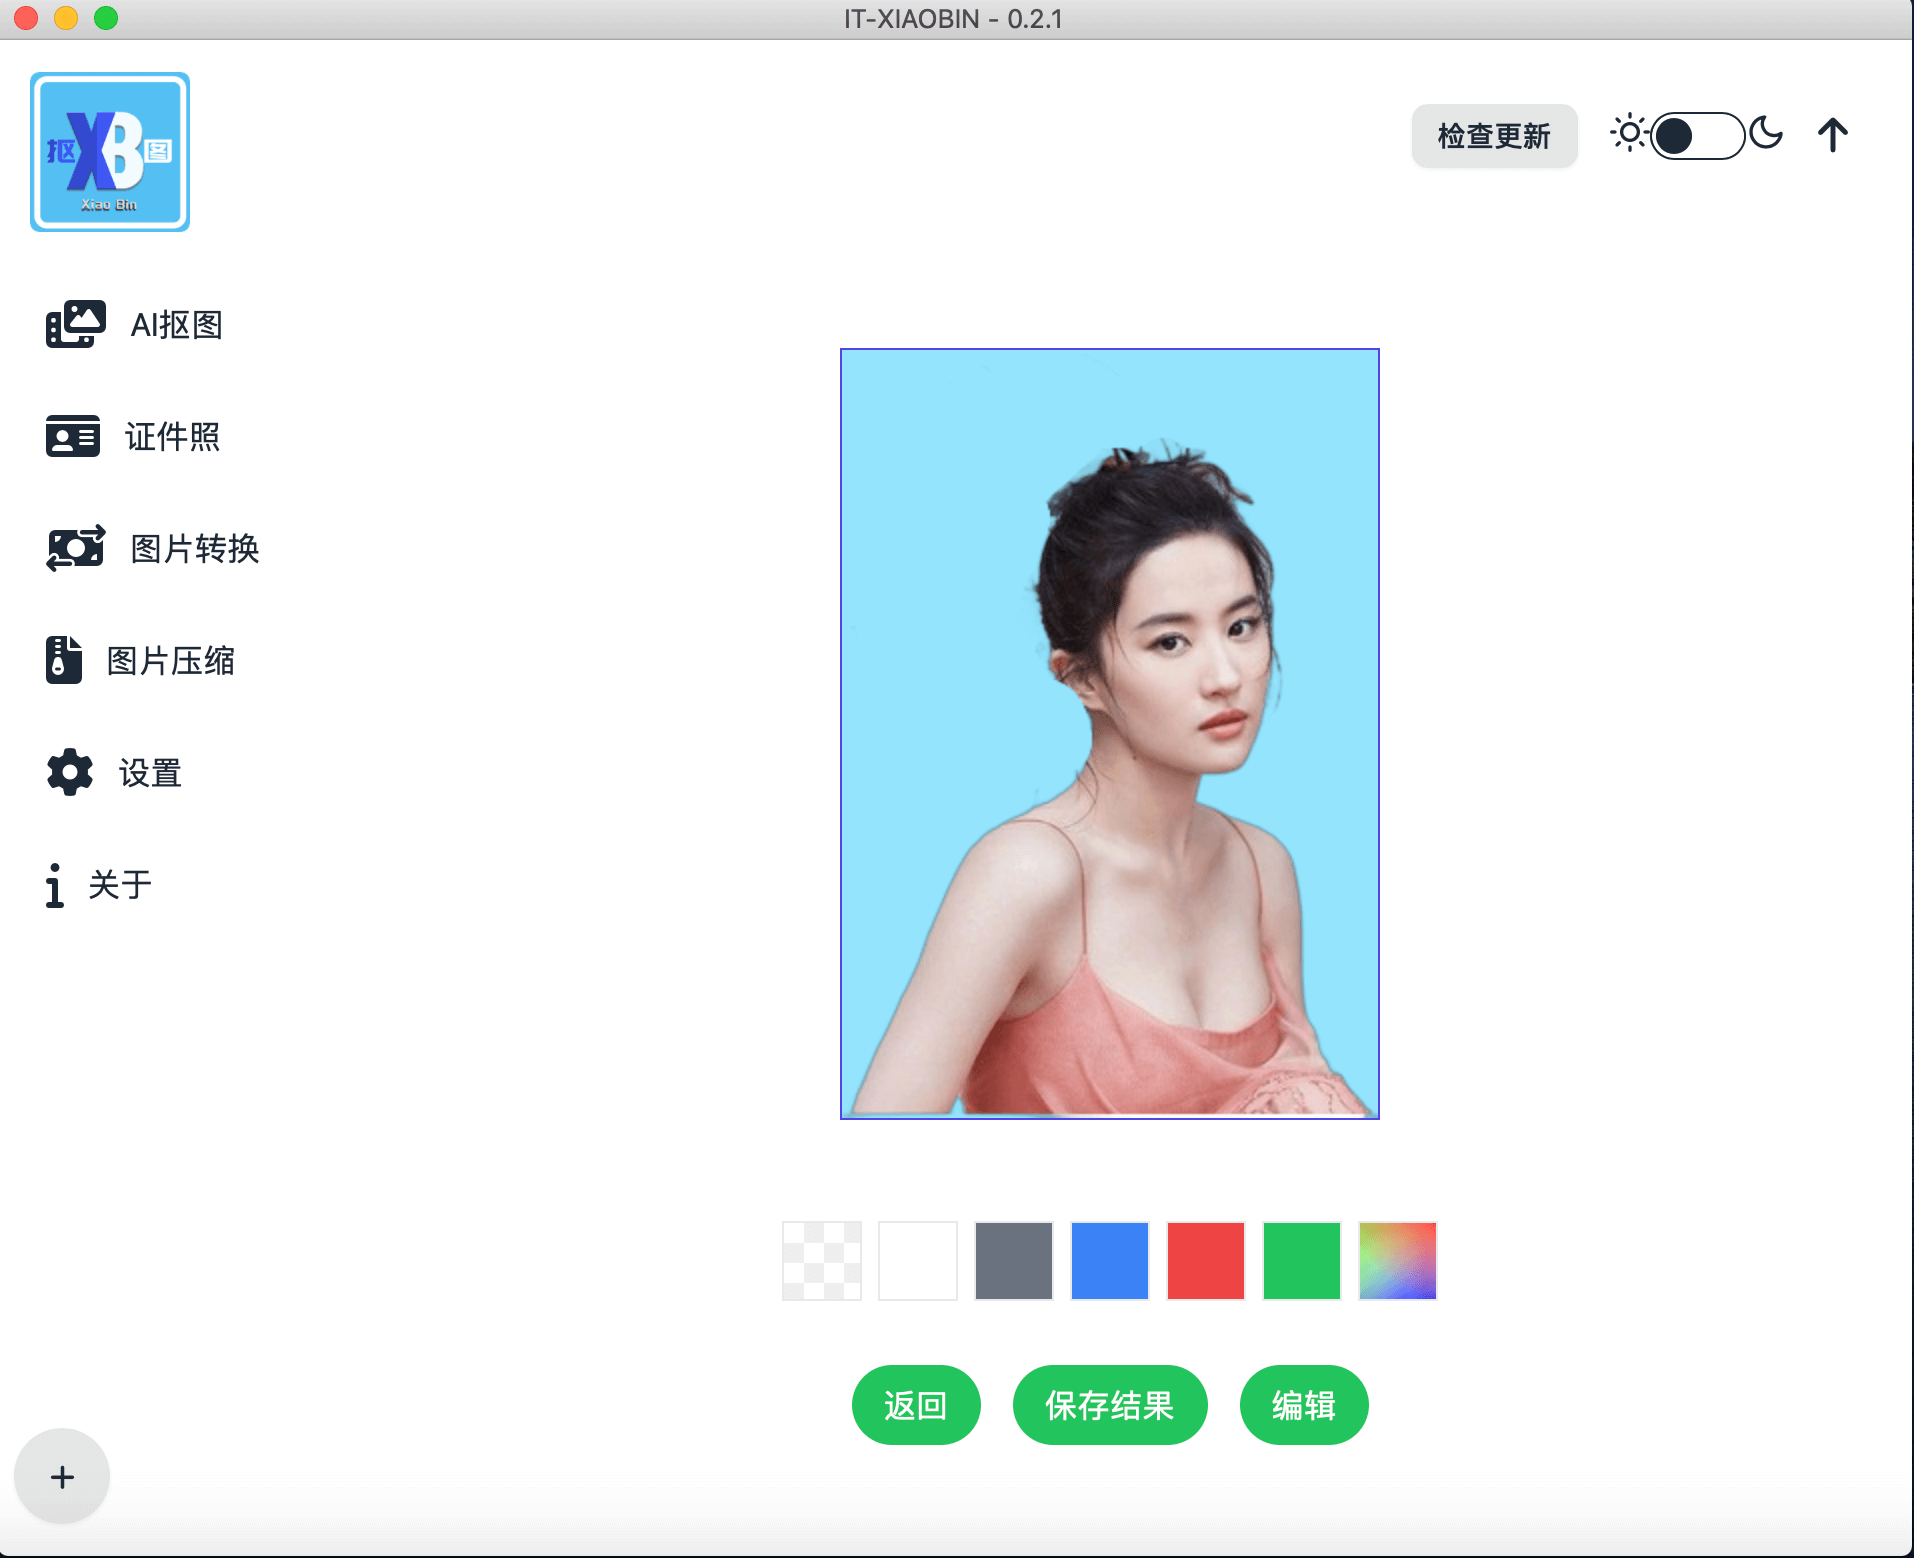 IT-XIAOBIN - 0.2.1
抠XB图
Xiao Bin
检查更新
AI抠图
证件照
图片转换
图片压缩
设置
关于
返回 保存结果 编辑
+